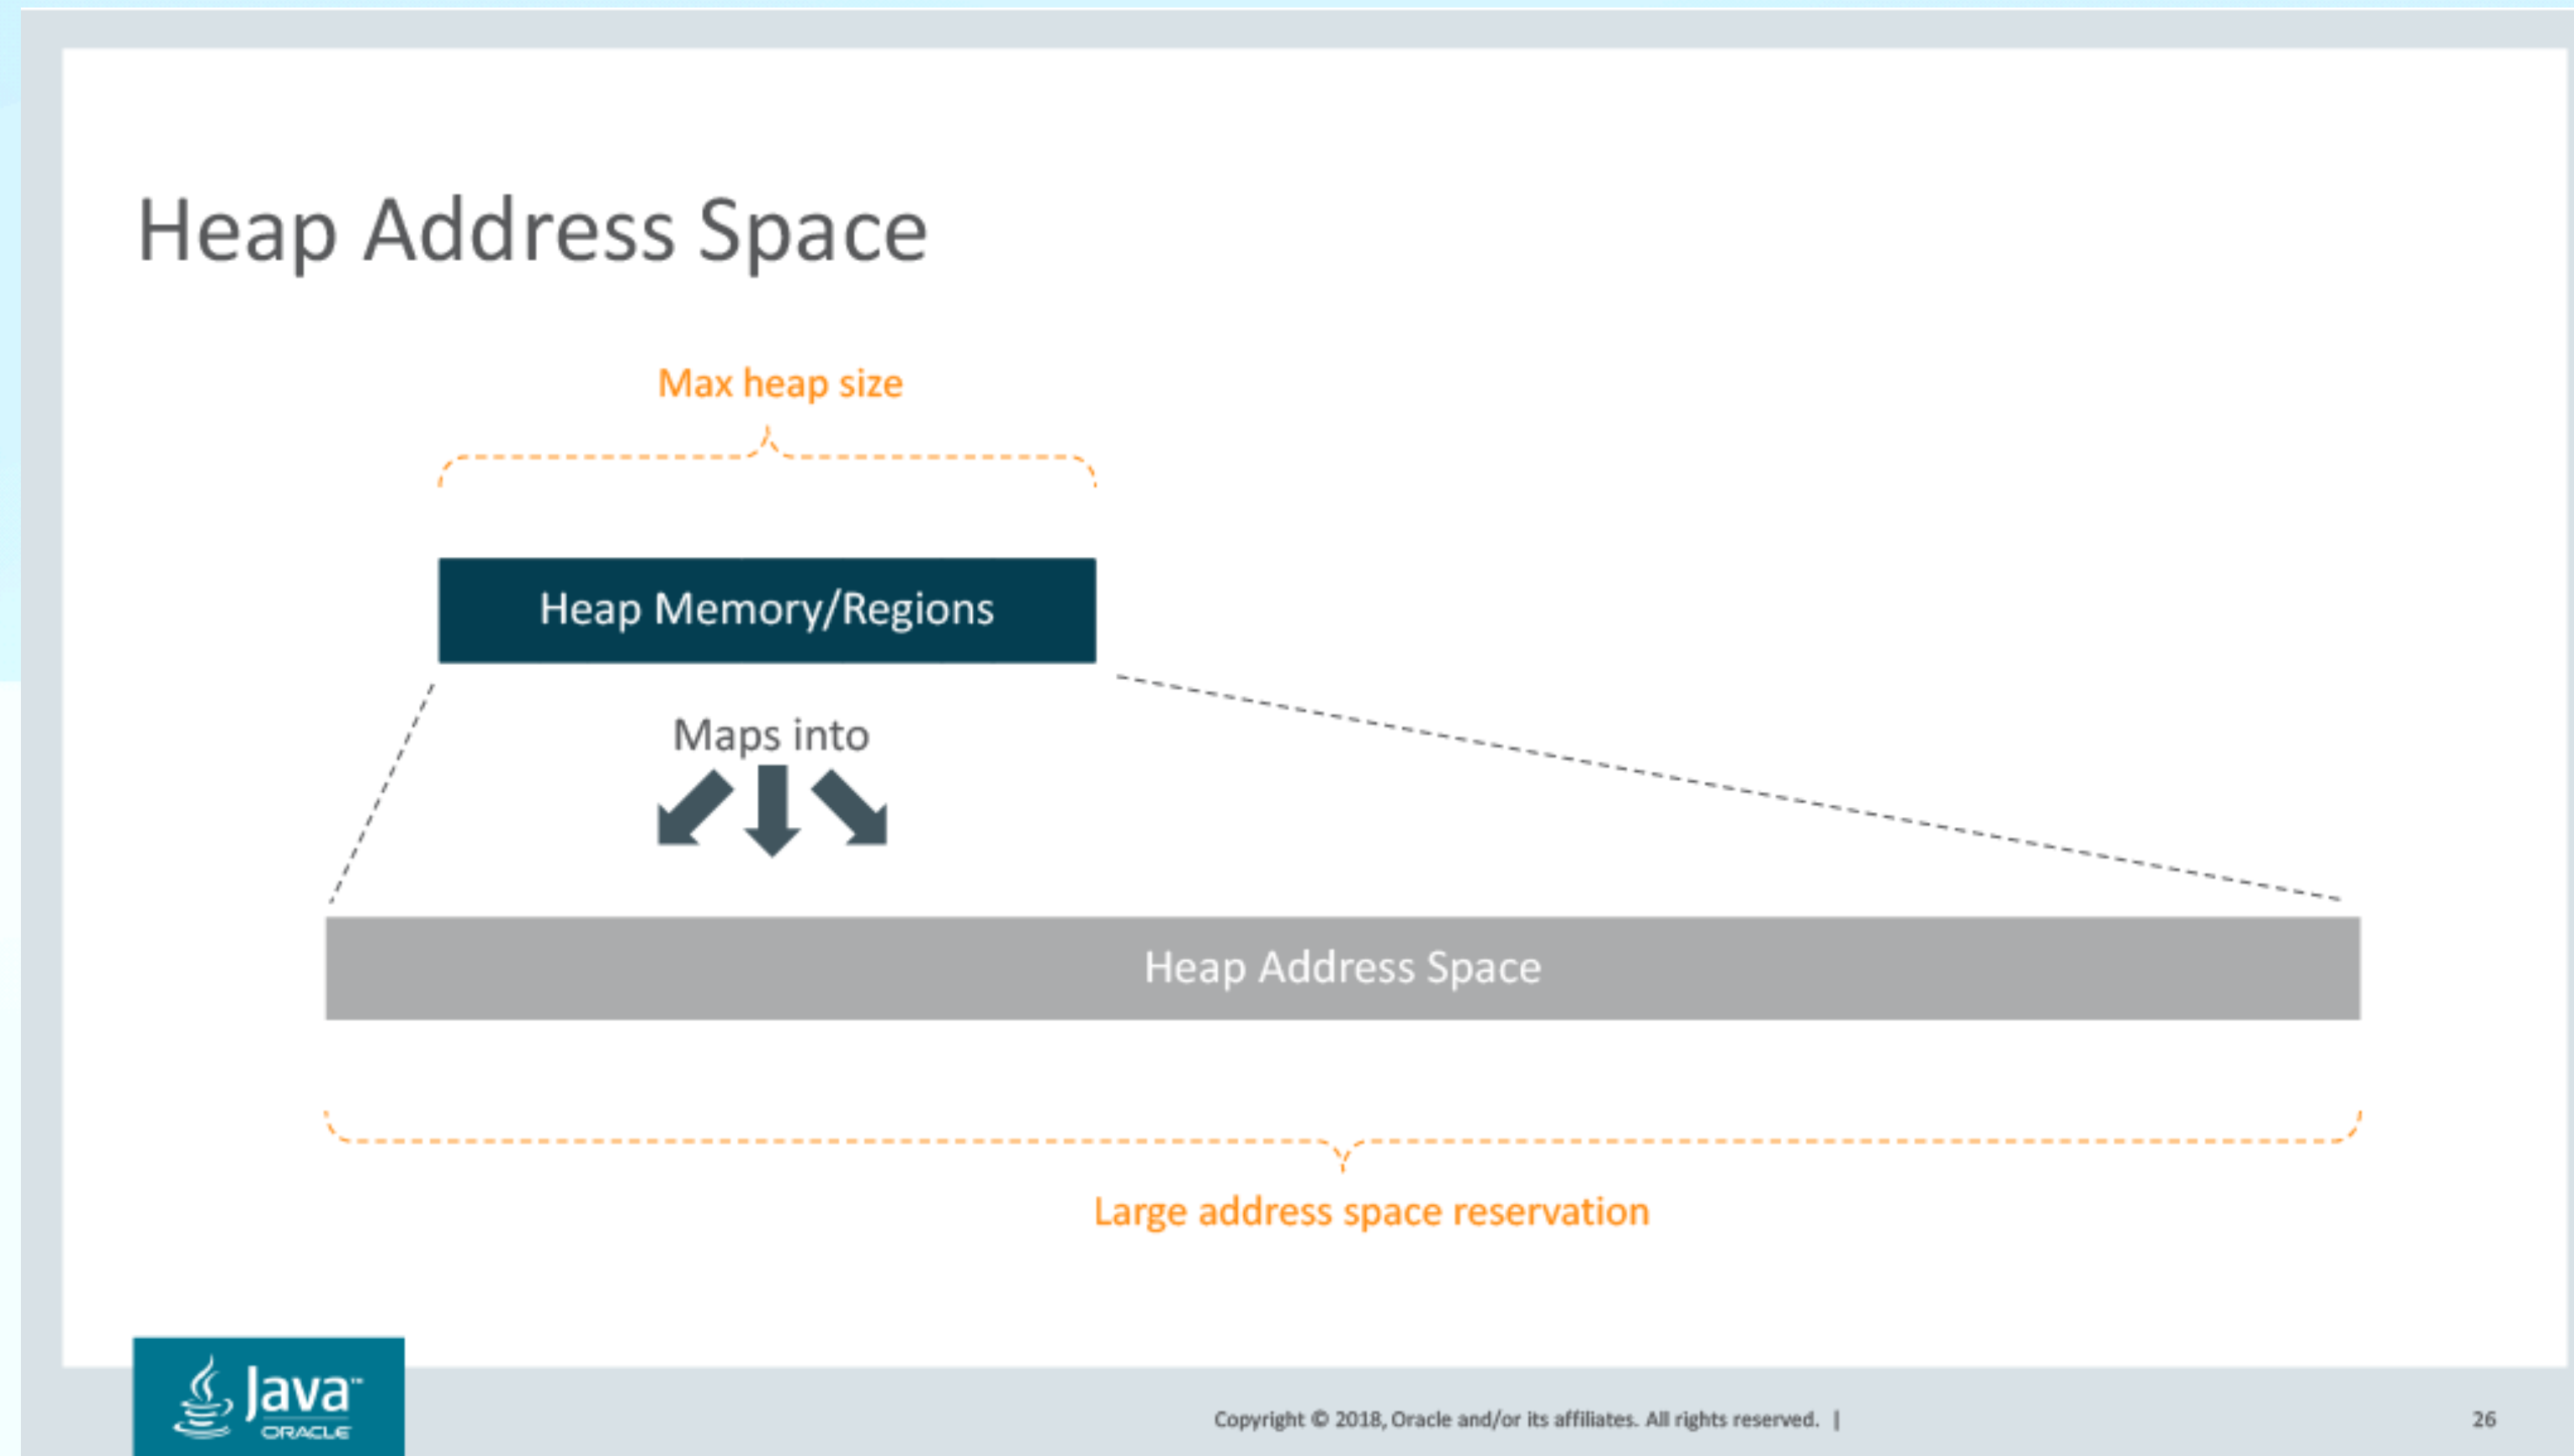 Heap Address Space
Max heap size
Heap Memory/Regions
Maps into
Heap Address Space
Large address space reservation
Java™
ORACLE
Copyright © 2018, Oracle and/or its affiliates. All rights reserved. |
26